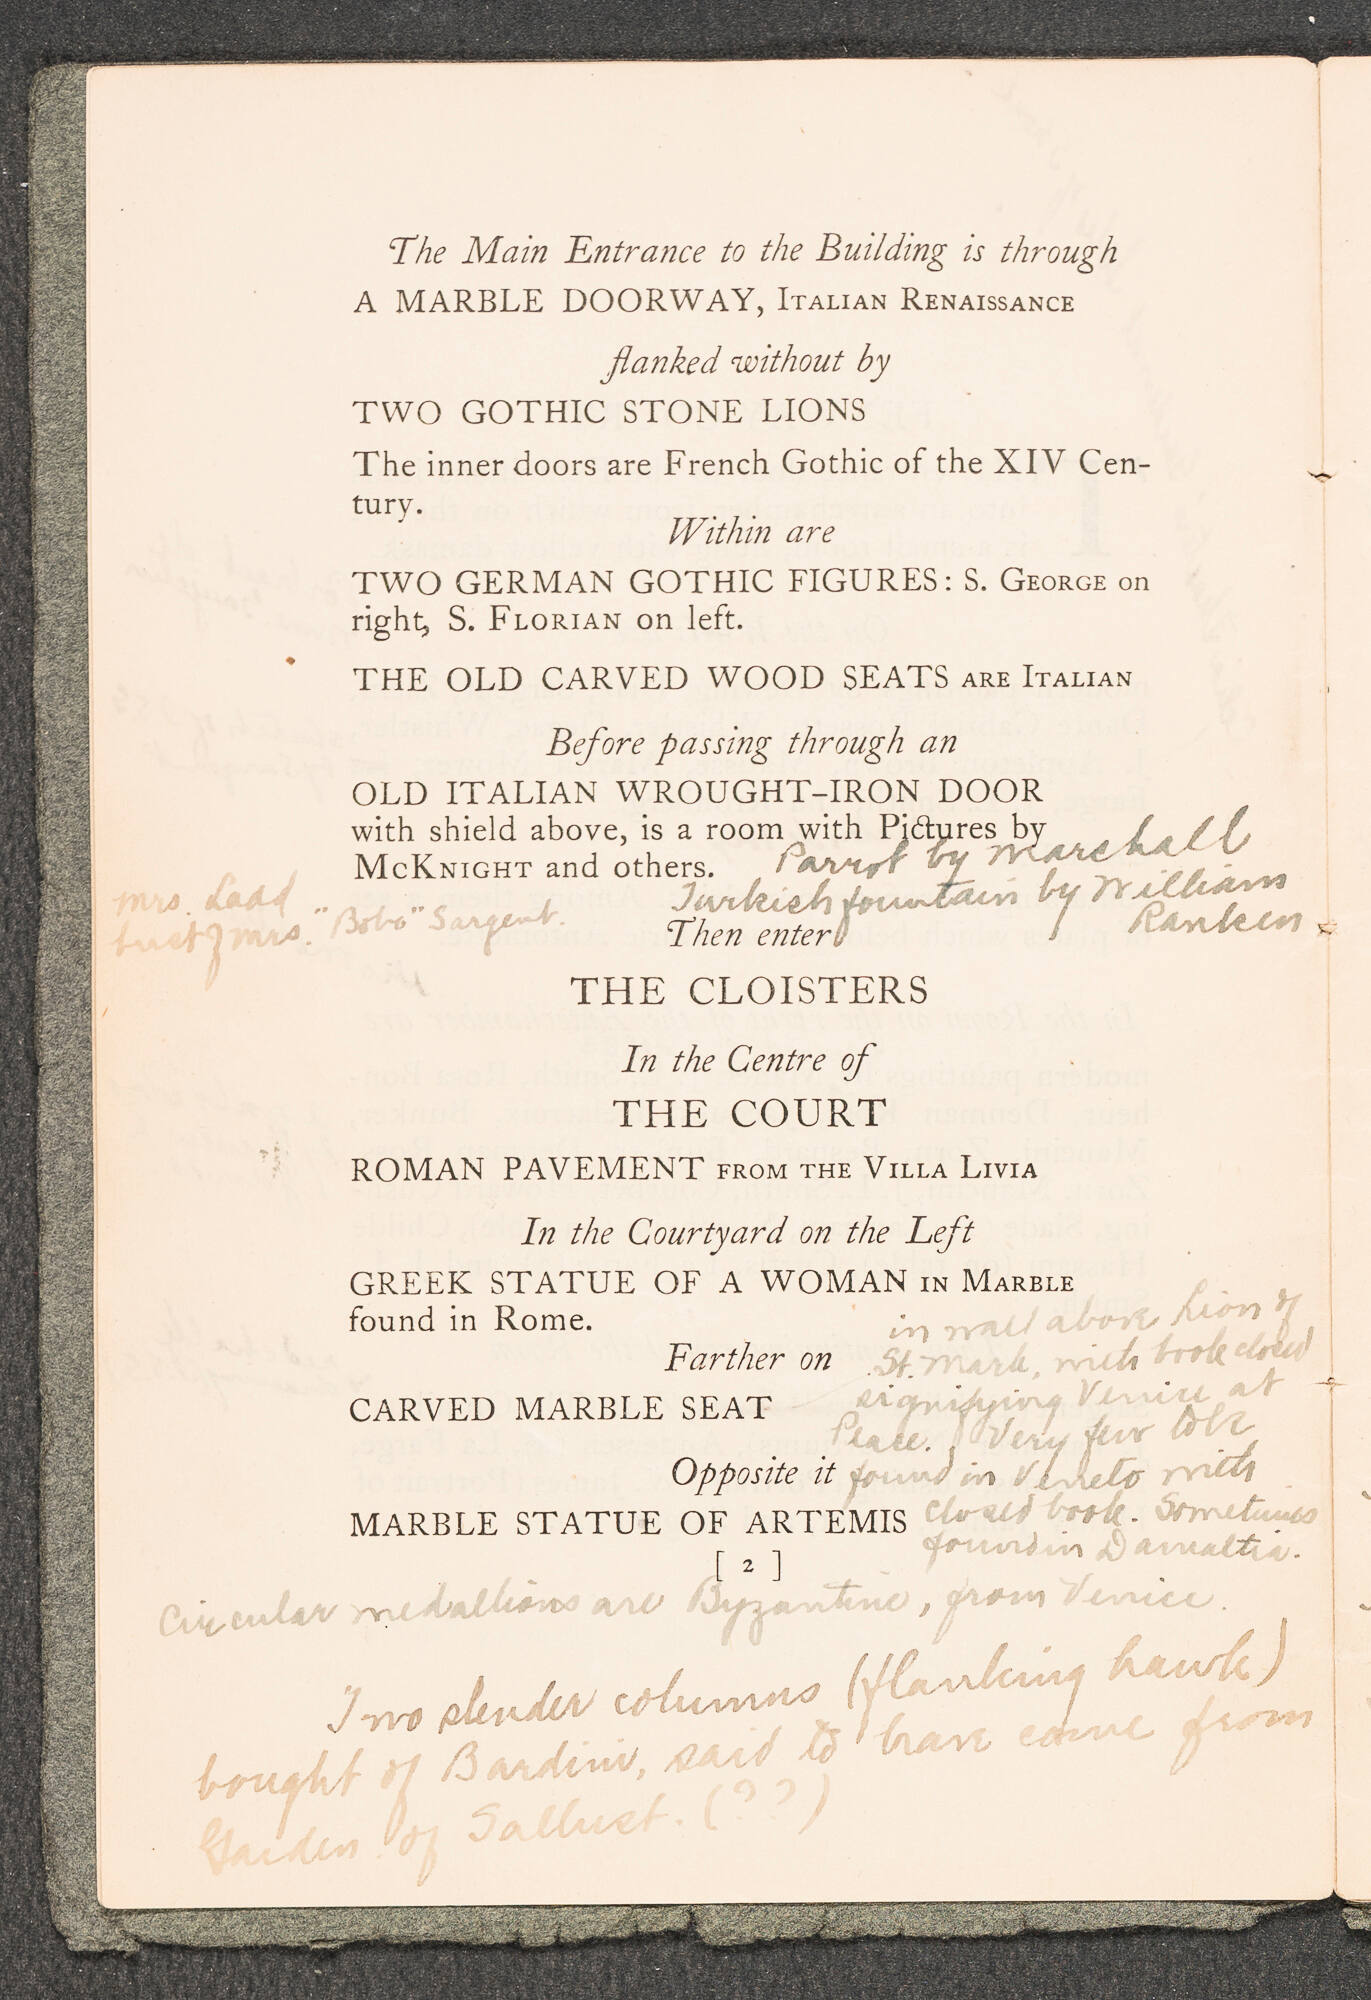 The Main Entrance to the Building is through
A MARBLE DOORWAY, ITALIAN RENAISSANCE
flanked without by
TWO GOTHIC STONE LIONS
The inner doors are French Gothic of the XIV Cen-
tury.
Within are
TWO GERMAN GOTHIC FIGURES: S. GEORGE on
right, S. FLORIAN on left.
THE OLD CARVED WOOD SEATS ARE ITALIAN
Before passing through an
OLD ITALIAN WROUGHT-IRON DOOR
with shield above, is a room with Pictures by
McKNIGHT and others.
Parrot by Marshall
Turkish fountain by William
Ranken
Mrs. Ladd
bust of Mrs. "Bobo" Sargent.
Then enter
THE CLOISTERS
In the Centre of
THE COURT
ROMAN PAVEMENT FROM THE VILLA LIVIA
In the Courtyard on the Left
GREEK STATUE OF A WOMAN IN MARBLE
found in Rome.
Farther on
CARVED MARBLE SEAT
in wall above Lion of
St. Mark, with book closed
signifying Venice at
Peace. Very few to be
found in Veneto with
closed book. Sometimes
found in Damaltia.
Opposite it
MARBLE STATUE OF ARTEMIS
[ 2 ]
Circular medallions are Byzantine, from Venice.
Two slender columns (flanking hawk)
bought of Bardini, said to have come from
Garden of Sallust. (??)